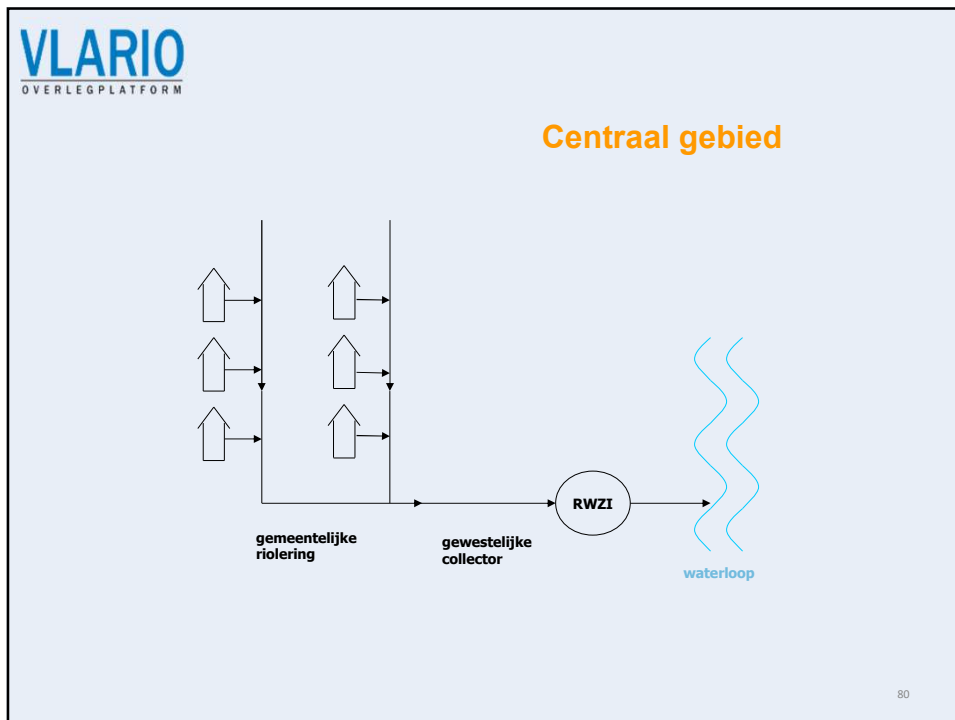 VLARIO
OVERLEGPLATFORM
Centraal gebied
RWZI
gemeentelijke
riolering
gewestelijke
collector
waterloop
80